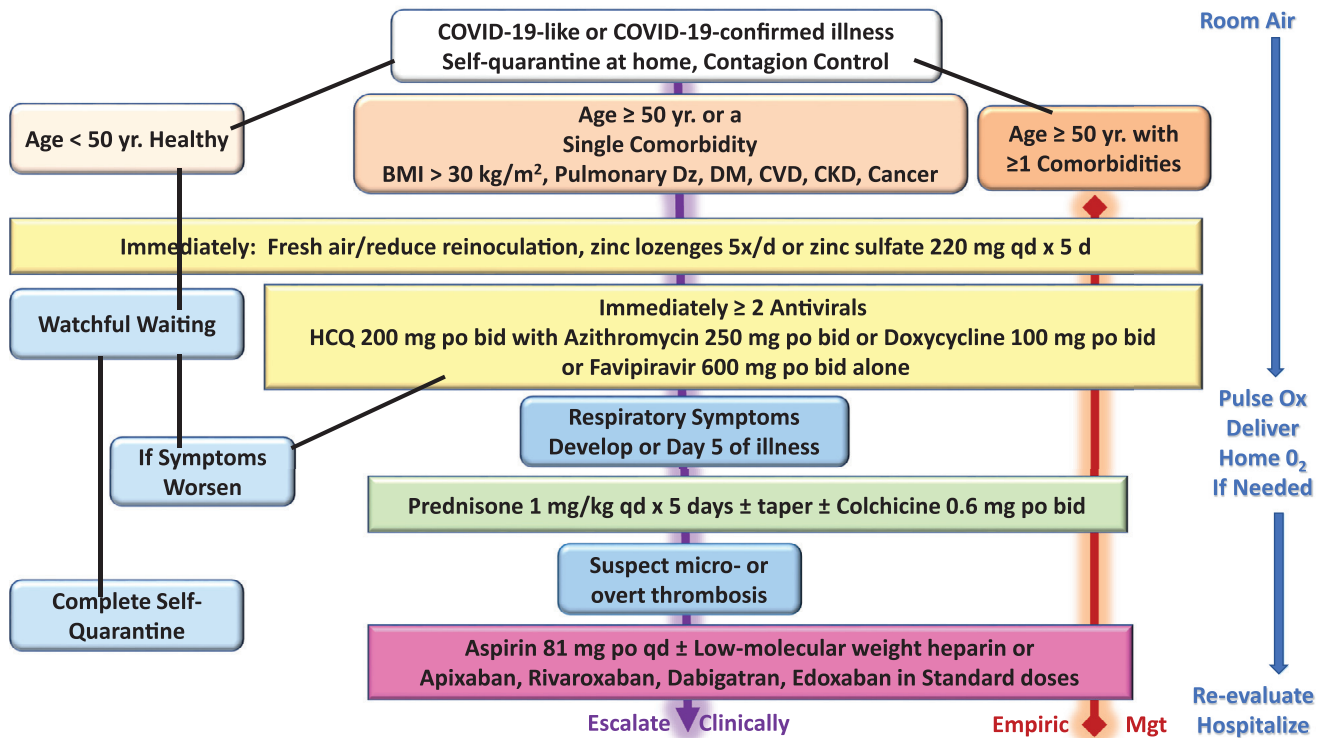 COVID-19-like or COVID-19-confirmed illness
Self-quarantine at home, Contagion Control
Room Air
Age < 50 yr. Healthy
Age ≥ 50 yr. or a
Single Comorbidity
BMI > 30 kg/m², Pulmonary Dz, DM, CVD, CKD, Cancer
Age ≥ 50 yr. with
≥1 Comorbidities
Immediately: Fresh air/reduce reinoculation, zinc lozenges 5x/d or zinc sulfate 220 mg qd x 5 d
Watchful Waiting
Immediately ≥ 2 Antivirals
HCQ 200 mg po bid with Azithromycin 250 mg po bid or Doxycycline 100 mg po bid
or Favipiravir 600 mg po bid alone
Pulse Ox
Deliver
Home 0₂
If Needed
Respiratory Symptoms
Develop or Day 5 of illness
If Symptoms
Worsen
Prednisone 1 mg/kg qd x 5 days ± taper ± Colchicine 0.6 mg po bid
Suspect micro- or
overt thrombosis
Complete Self-
Quarantine
Aspirin 81 mg po qd ± Low-molecular weight heparin or
Apixaban, Rivaroxaban, Dabigatran, Edoxaban in Standard doses
Escalate Clinically
Empiric Mgt
Re-evaluate
Hospitalize